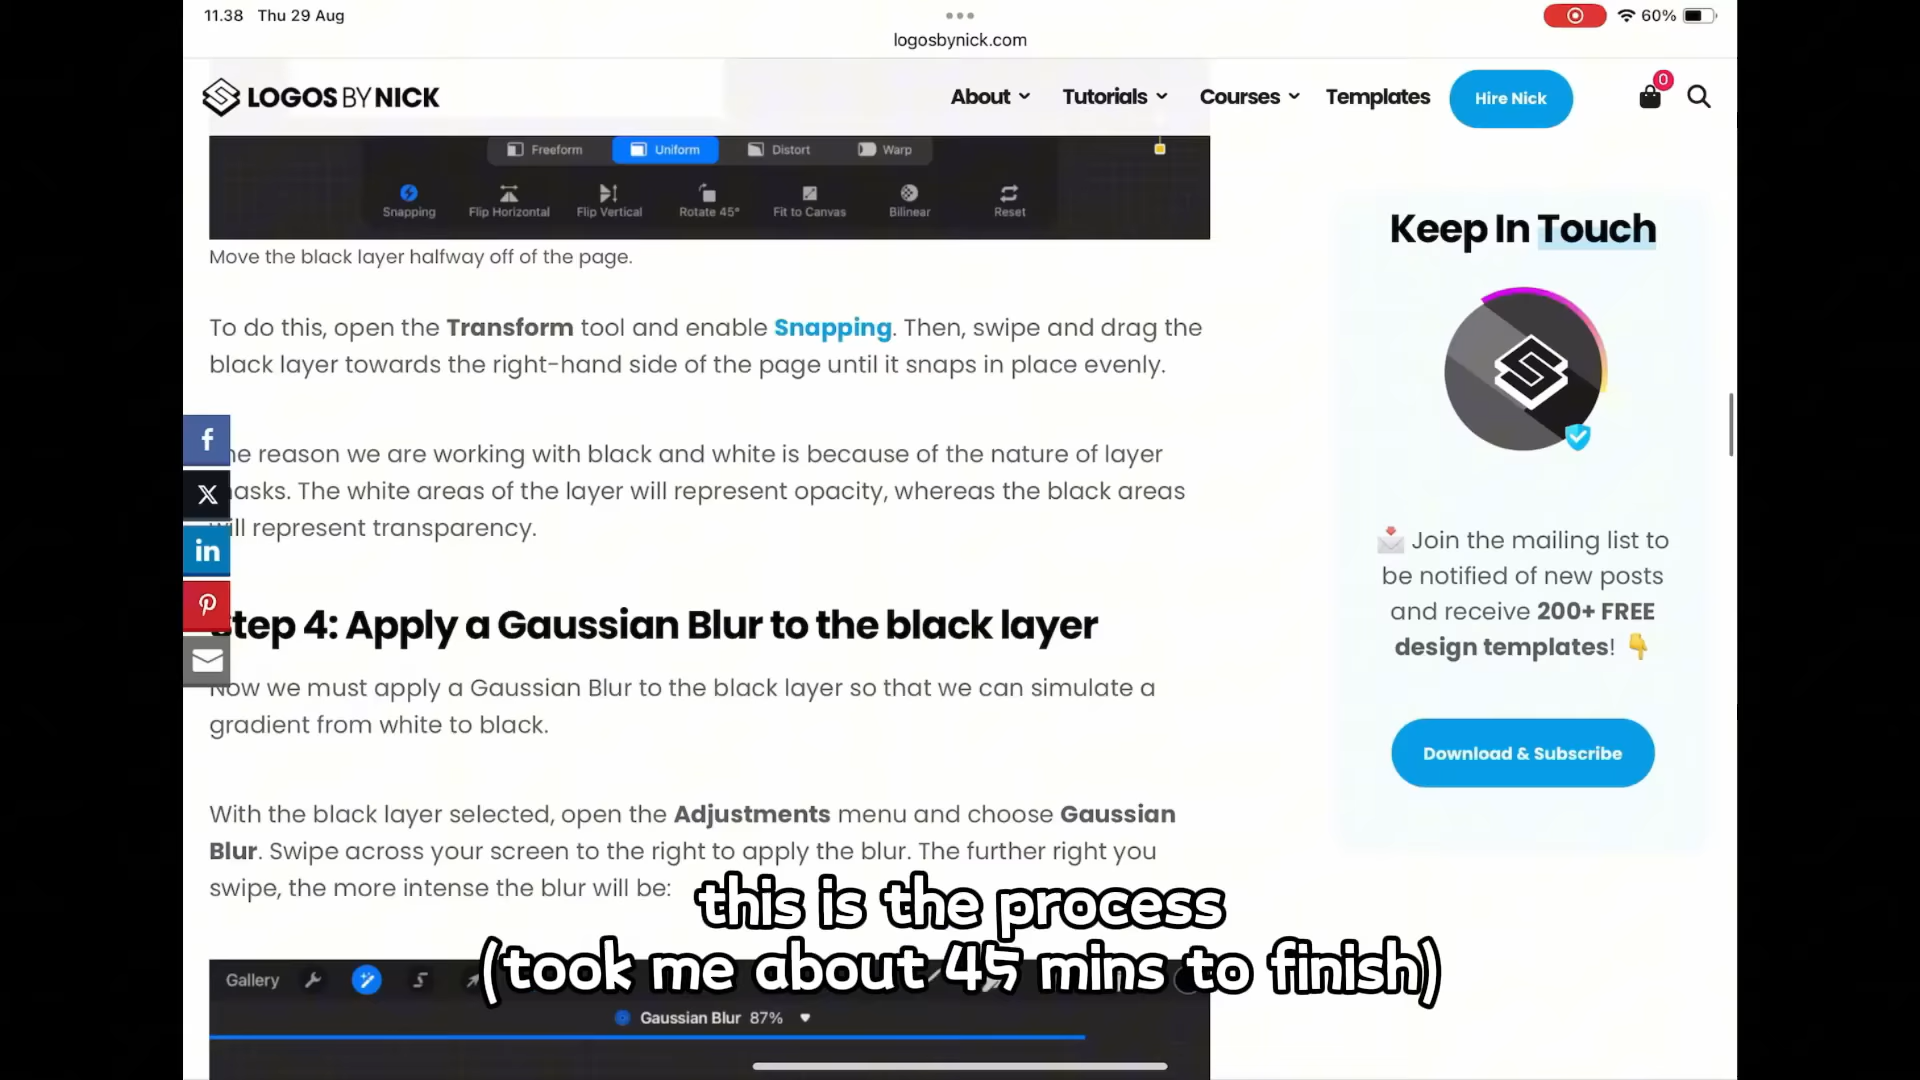 11.38 Thu 29 Aug
60%
logosbynick.com
LOGOS BY NICK
About
Tutorials
Courses
Templates
Hire Nick
0
Freeform
Uniform
Distort
Warp
Snapping
Flip Horizontal
Flip Vertical
Rotate 45°
Fit to Canvas
Bilinear
Reset
Move the black layer halfway off of the page.
To do this, open the Transform tool and enable Snapping. Then, swipe and drag the
black layer towards the right-hand side of the page until it snaps in place evenly.
he reason we are working with black and white is because of the nature of layer
asks. The white areas of the layer will represent opacity, whereas the black areas
will represent transparency.
Step 4: Apply a Gaussian Blur to the black layer
Now we must apply a Gaussian Blur to the black layer so that we can simulate a
gradient from white to black.
With the black layer selected, open the Adjustments menu and choose Gaussian
Blur. Swipe across your screen to the right to apply the blur. The further right you
swipe, the more intense the blur will be:
Gallery
Gaussian Blur 87%
Keep In Touch
Join the mailing list to
be notified of new posts
and receive 200+ FREE
design templates!
Download & Subscribe
this is the process
(took me about 45 mins to finish)